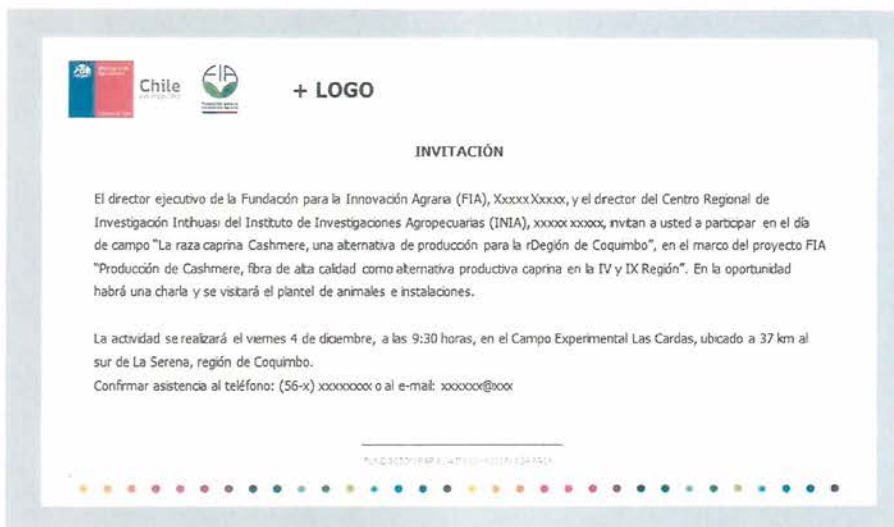 Chile
FIA
+ LOGO
INVITACIÓN
El director ejecutivo de la Fundación para la Innovación Agraria (FIA), Xxxxx Xxxxx, y el director del Centro Regional de
Investigación Intihuasi del Instituto de Investigaciones Agropecuarias (INIA), xxxxx xxxxx, invitan a usted a participar en el día
de campo "La raza caprina Cashmere, una alternativa de producción para la rDegión de Coquimbo", en el marco del proyecto FIA
"Producción de Cashmere, fibra de alta calidad como alternativa productiva caprina en la IV y IX Región". En la oportunidad
habrá una charla y se visitará el plantel de animales e instalaciones.
La actividad se realizará el viernes 4 de diciembre, a las 9:30 horas, en el Campo Experimental Las Cardas, ubicado a 37 km al
sur de La Serena, región de Coquimbo.
Confirmar asistencia al teléfono: (56-x) xxxxxxxx o al e-mail: xxxxxx@xxx